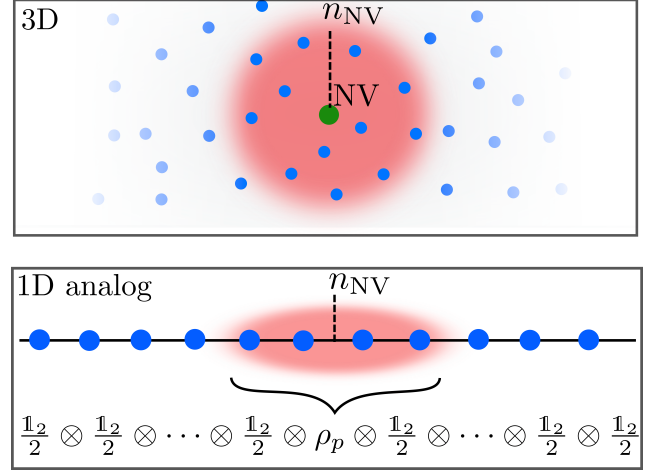 3D
n_NV
NV
1D analog
n_NV
𝟙₂/2 ⊗ 𝟙₂/2 ⊗ ⋯ ⊗ 𝟙₂/2 ⊗ ρ_p ⊗ 𝟙₂/2 ⊗ ⋯ ⊗ 𝟙₂/2 ⊗ 𝟙₂/2